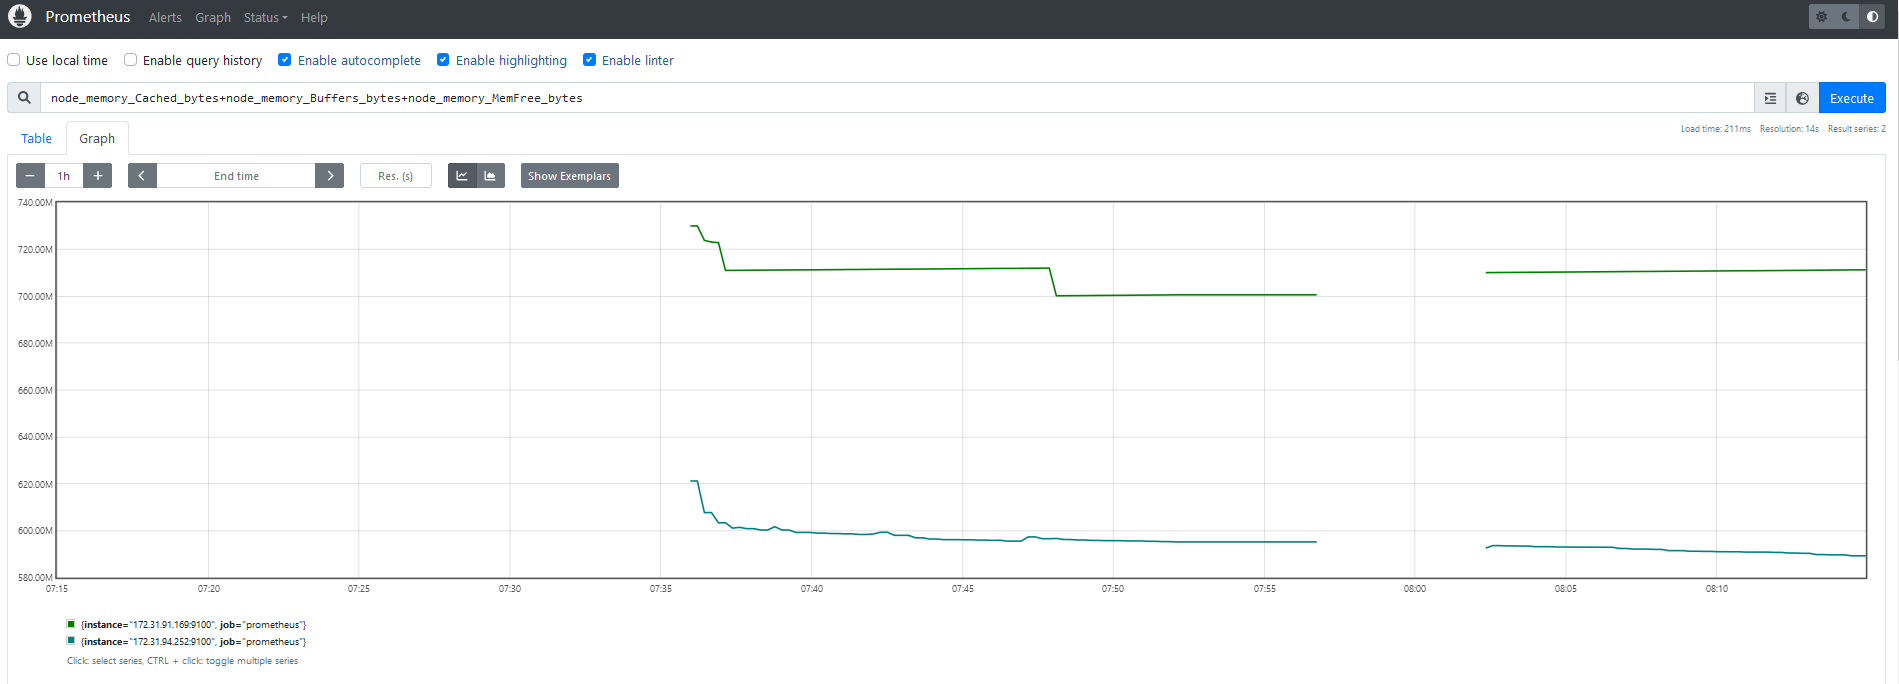 Prometheus Alerts Graph Status Help
Use local time Enable query history Enable autocomplete Enable highlighting Enable linter
node_memory_Cached_bytes+node_memory_Buffers_bytes+node_memory_MemFree_bytes Execute
Table Graph Load time: 211ms Resolution: 14s Result series: 2
1h End time Res. (s) Show Exemplars
740.00M
720.00M
700.00M
680.00M
660.00M
640.00M
620.00M
600.00M
580.00M
07:15 07:20 07:25 07:30 07:35 07:40 07:45 07:50 07:55 08:00 08:05 08:10
{instance="172.31.91.169:9100", job="prometheus"}
{instance="172.31.94.252:9100", job="prometheus"}
Click: select series, CTRL + click: toggle multiple series